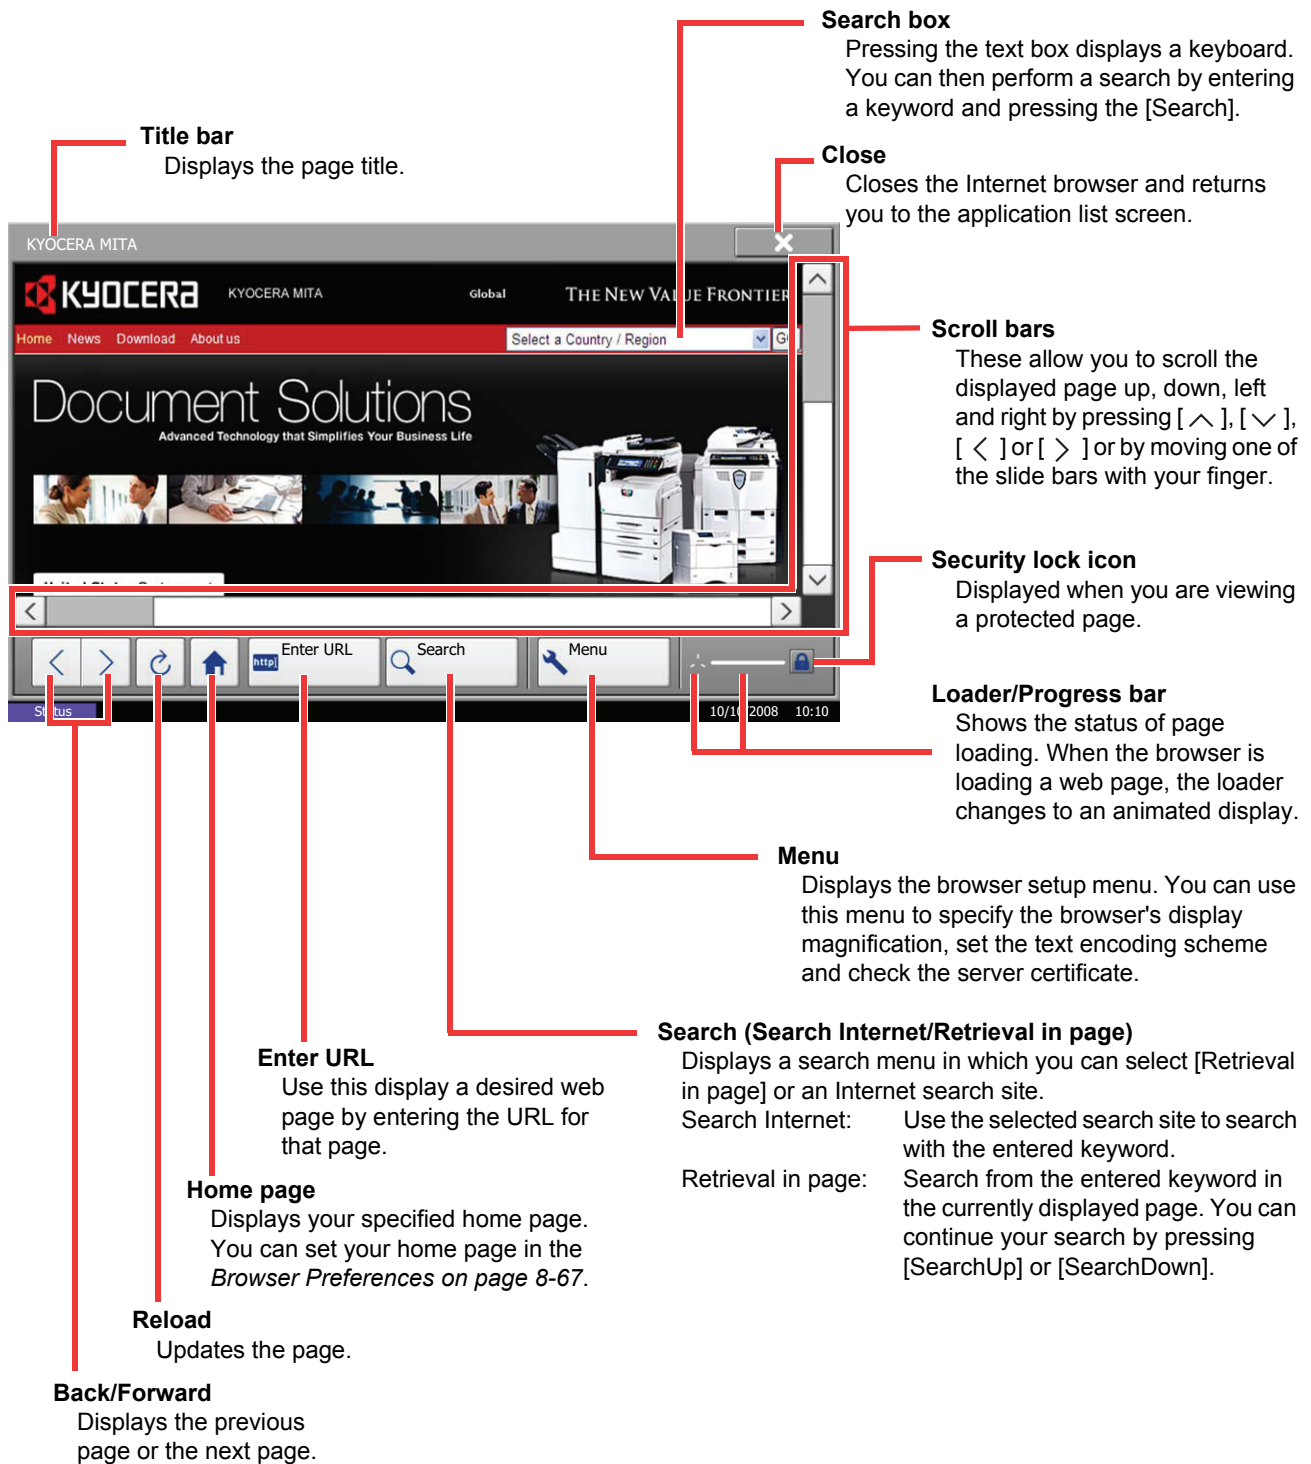 Search box
Pressing the text box displays a keyboard.
You can then perform a search by entering
a keyword and pressing the [Search].
Title bar
Displays the page title.
Close
Closes the Internet browser and returns
you to the application list screen.
KYOCERA MITA
KYOCERA
KYOCERA MITA
Global
THE NEW VALUE FRONTIER
Home News Download About us
Select a Country / Region
Document Solutions
Advanced Technology that Simplifies Your Business Life
Scroll bars
These allow you to scroll the
displayed page up, down, left
and right by pressing [ ︿ ], [ ﹀ ],
[ 〈 ] or [ 〉 ] or by moving one of
the slide bars with your finger.
Security lock icon
Displayed when you are viewing
a protected page.
http
Enter URL
Search
Menu
Status
10/10/2008 10:10
Loader/Progress bar
Shows the status of page
loading. When the browser is
loading a web page, the loader
changes to an animated display.
Menu
Displays the browser setup menu. You can use
this menu to specify the browser's display
magnification, set the text encoding scheme
and check the server certificate.
Search (Search Internet/Retrieval in page)
Displays a search menu in which you can select [Retrieval
in page] or an Internet search site.
Search Internet: Use the selected search site to search
with the entered keyword.
Retrieval in page: Search from the entered keyword in
the currently displayed page. You can
continue your search by pressing
[SearchUp] or [SearchDown].
Enter URL
Use this display a desired web
page by entering the URL for
that page.
Home page
Displays your specified home page.
You can set your home page in the
Browser Preferences on page 8-67.
Reload
Updates the page.
Back/Forward
Displays the previous
page or the next page.